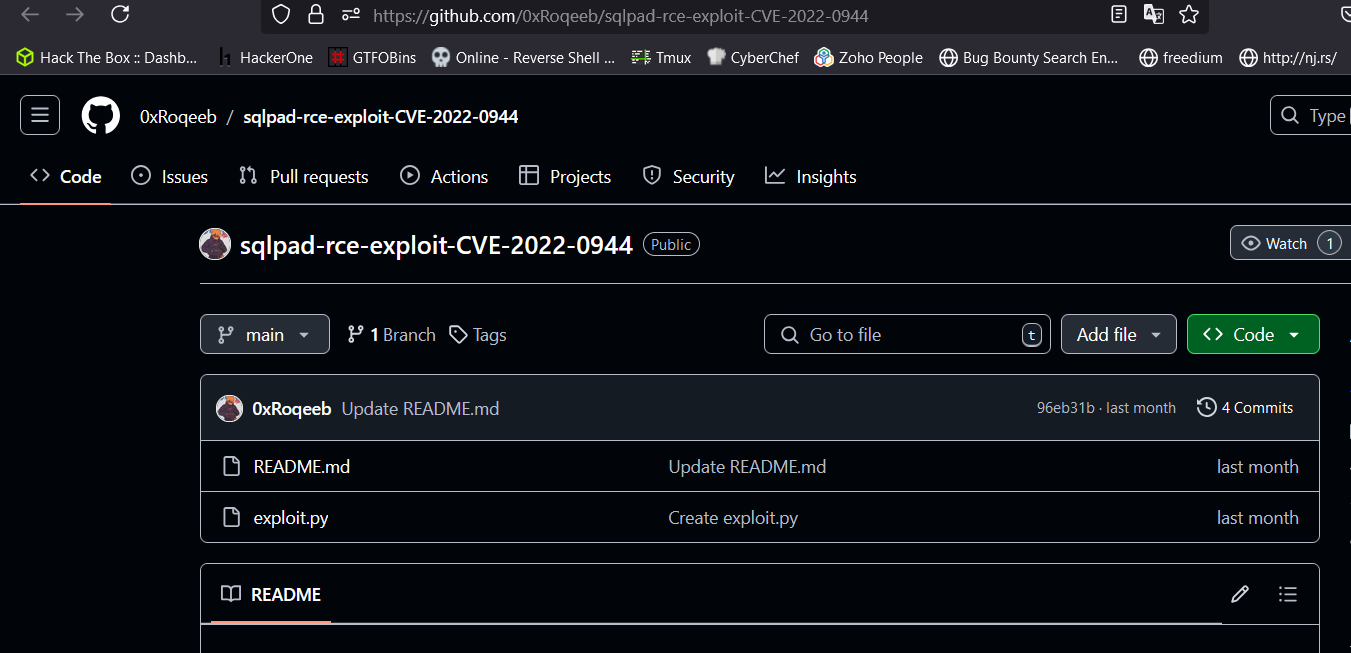 https://github.com/0xRoqeeb/sqlpad-rce-exploit-CVE-2022-0944
Hack The Box :: Dashb... HackerOne GTFOBins Online - Reverse Shell ... Tmux CyberChef Zoho People Bug Bounty Search En... freedium http://nj.rs/
0xRoqeeb / sqlpad-rce-exploit-CVE-2022-0944 Type
Code Issues Pull requests Actions Projects Security Insights
sqlpad-rce-exploit-CVE-2022-0944 Public Watch 1
main 1 Branch Tags Go to file t Add file Code
0xRoqeeb Update README.md 96eb31b · last month 4 Commits
README.md Update README.md last month
exploit.py Create exploit.py last month
README